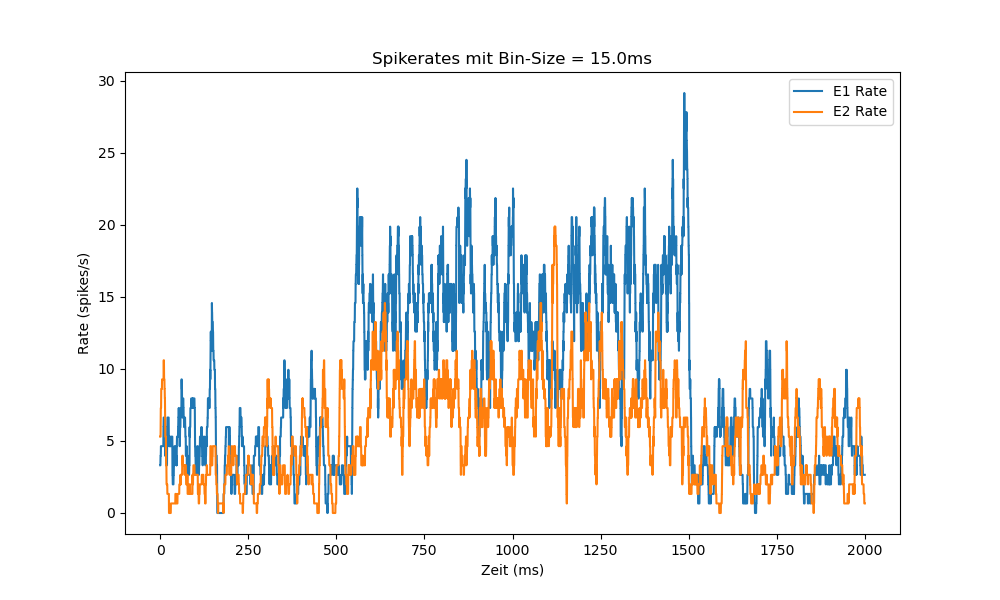 Spikerates mit Bin-Size = 15.0ms
E1 Rate
E2 Rate
30
25
20
15
10
5
0
Rate (spikes/s)
0 250 500 750 1000 1250 1500 1750 2000
Zeit (ms)